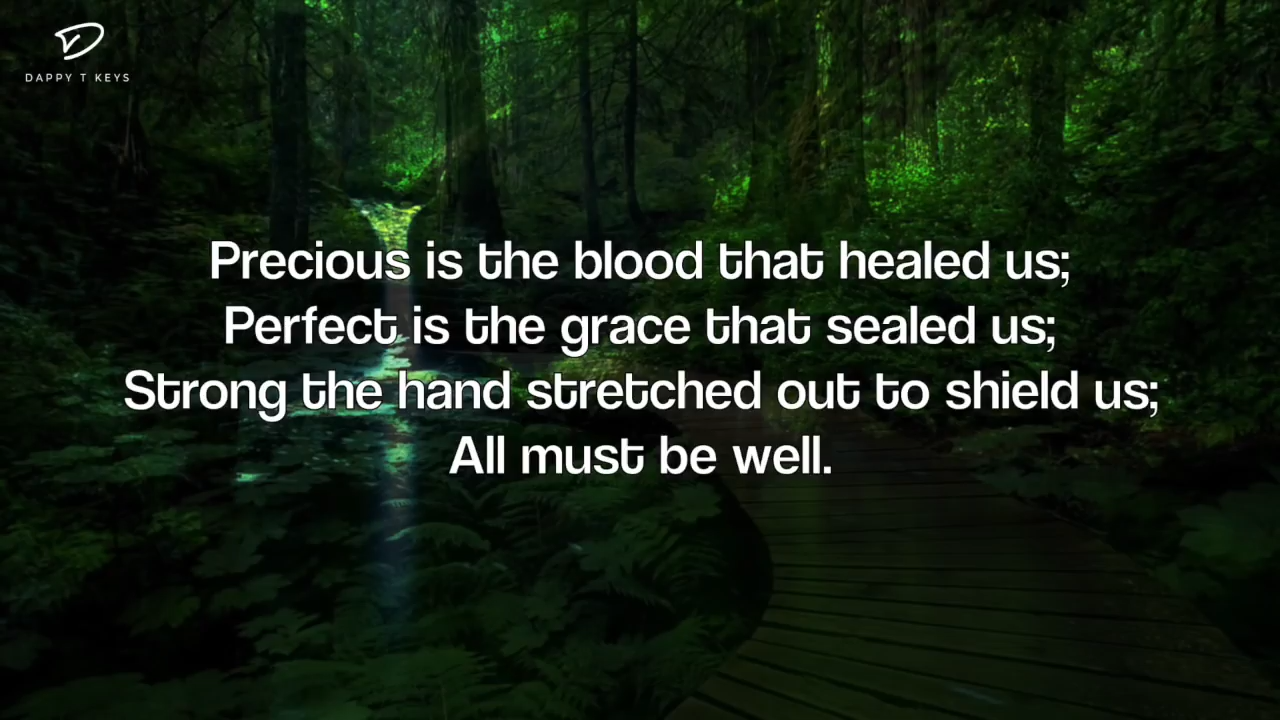 DAPPY T KEYS
Precious is the blood that healed us;
Perfect is the grace that sealed us;
Strong the hand stretched out to shield us;
All must be well.